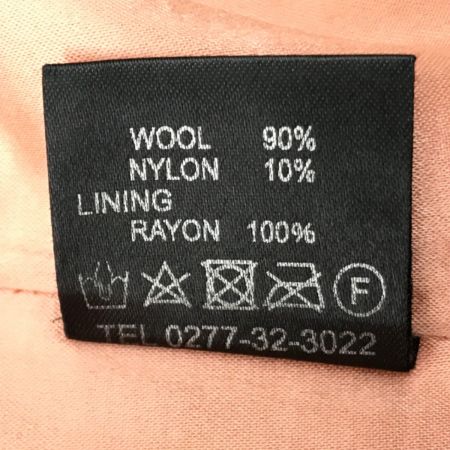 WOOL 90%
NYLON 10%
LINING
RAYON 100%
F
TEL 0277-32-3022